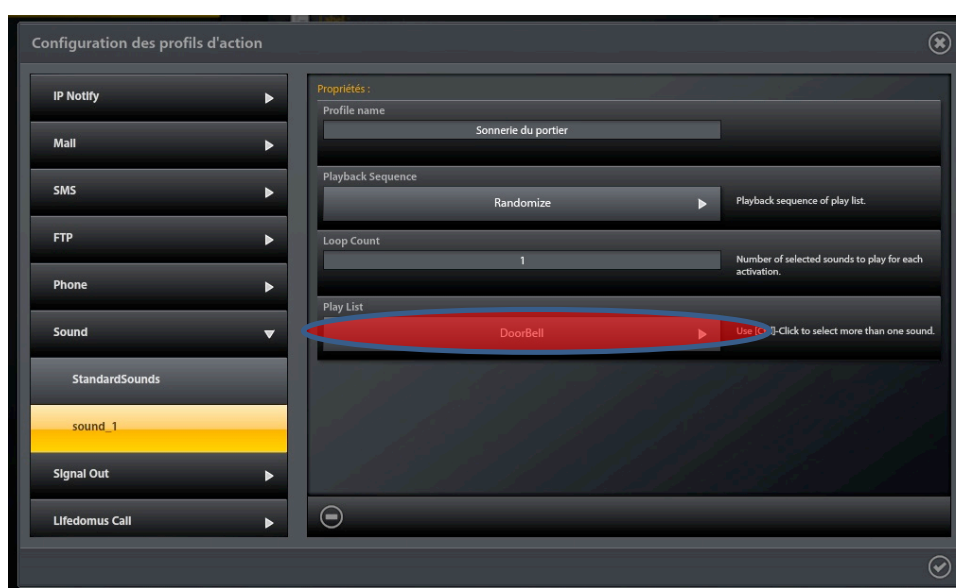 Configuration des profils d'action
IP Notify
Mail
SMS
FTP
Phone
Sound
StandardSounds
sound_1
Signal Out
Lifedomus Call
Propriétés :
Profile name
Sonnerie du portier
Playback Sequence
Randomize
Playback sequence of play list.
Loop Count
1
Number of selected sounds to play for each
activation.
Play List
DoorBell
Use [Ctrl]-Click to select more than one sound.